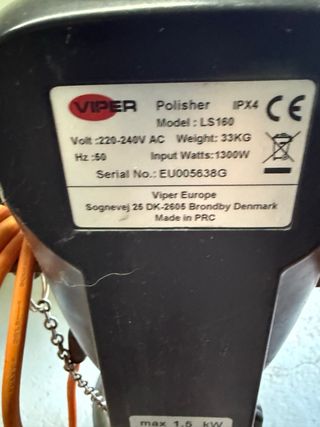 VIPER Polisher IPX4 CE
Model : LS160
Volt :220-240V AC Weight: 33KG
Hz :50 Input Watts:1300W
Serial No.: EU005638G
Viper Europe
Sognevej 25 DK-2605 Brondby Denmark
Made in PRC
max 1.5 kW